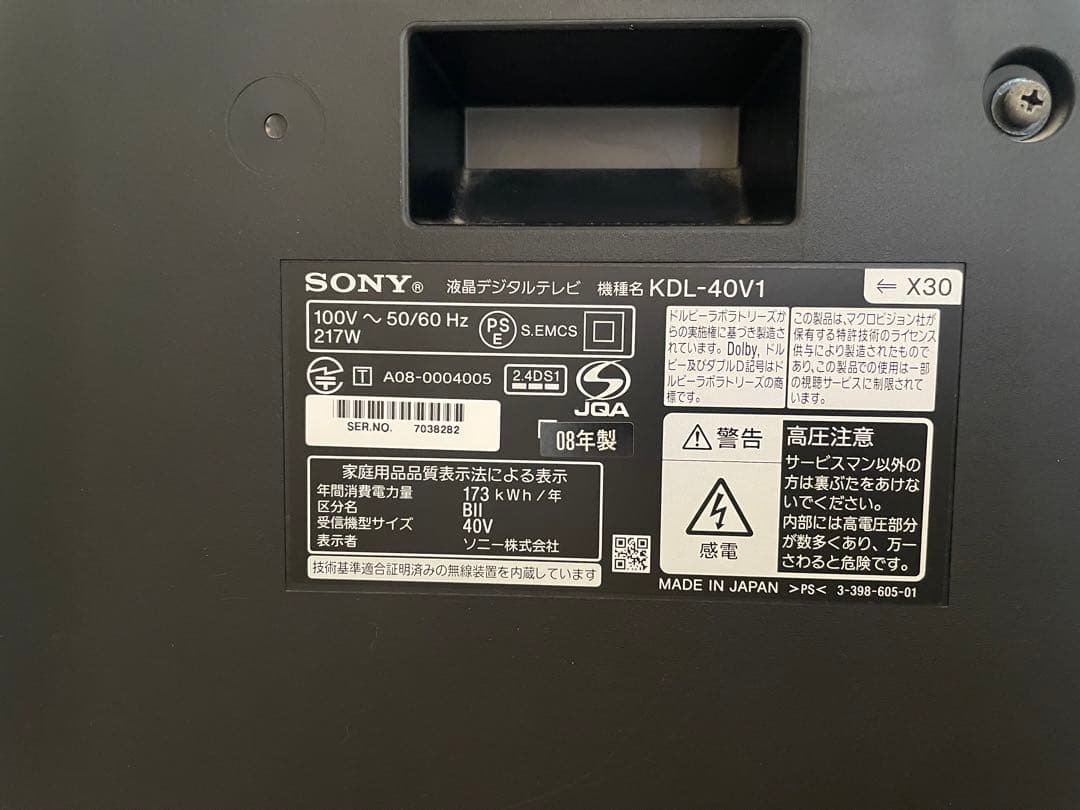 SONY® 液晶デジタルテレビ 機種名 KDL-40V1
⇐ X30
100V ～ 50/60 Hz
217W
PS
E
S.EMCS
T A08-0004005
2.4DS1
JQA
SER.NO. 7038282
08年製
家庭用品品質表示法による表示
年間消費電力量 173 kWh/年
区分名 BII
受信機型サイズ 40V
表示者 ソニー株式会社
技術基準適合証明済みの無線装置を内蔵しています
ドルビーラボラトリーズか
らの実施権に基づき製造さ
れています。Dolby、ドル
ビー及びダブルD記号はド
ルビーラボラトリーズの商
標です。
この製品は、マクロビジョン社が
保有する特許技術のライセンス
供与により製造されたもので
あり、この製品での使用は一部
の視聴サービスに制限されて
います。
警告
感電
高圧注意
サービスマン以外の
方は裏ぶたをあけな
いでください。
内部には高電圧部分
が数多くあり、万一
さわると危険です。
MADE IN JAPAN >PS< 3-398-605-01